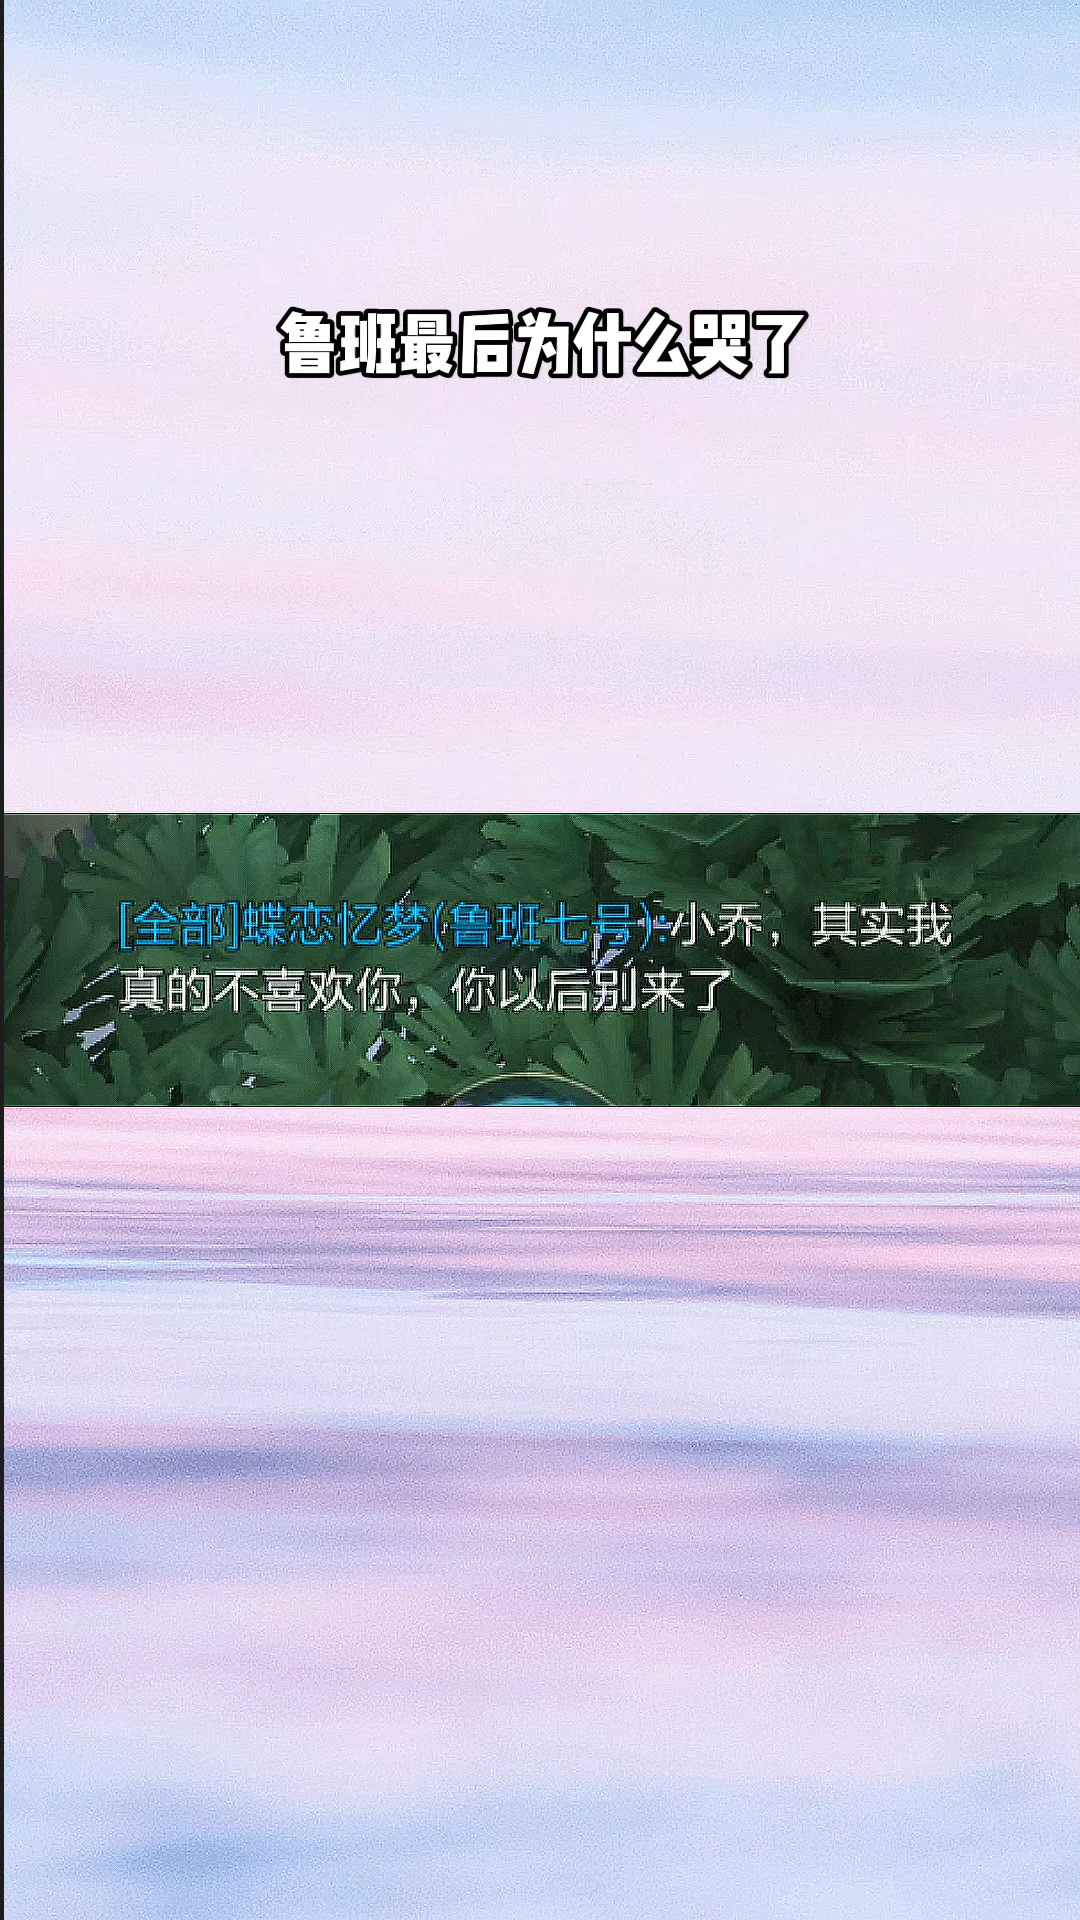 鲁班最后为什么哭了
[全部]蝶恋忆梦(鲁班七号):小乔，其实我
真的不喜欢你，你以后别来了